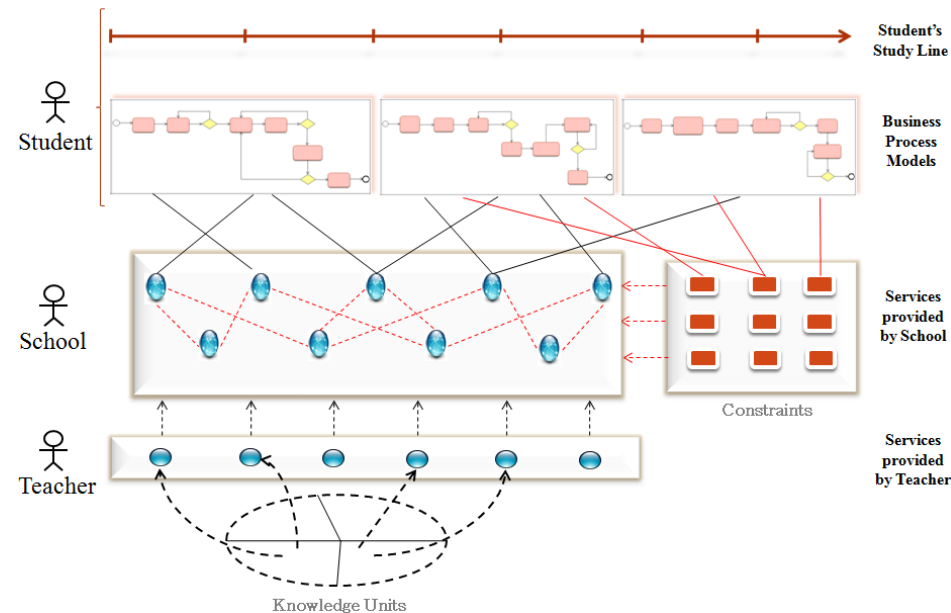 Student's
Study Line
Student
Business
Process
Models
School
Services
provided
by School
Constraints
Teacher
Services
provided
by Teacher
Knowledge Units